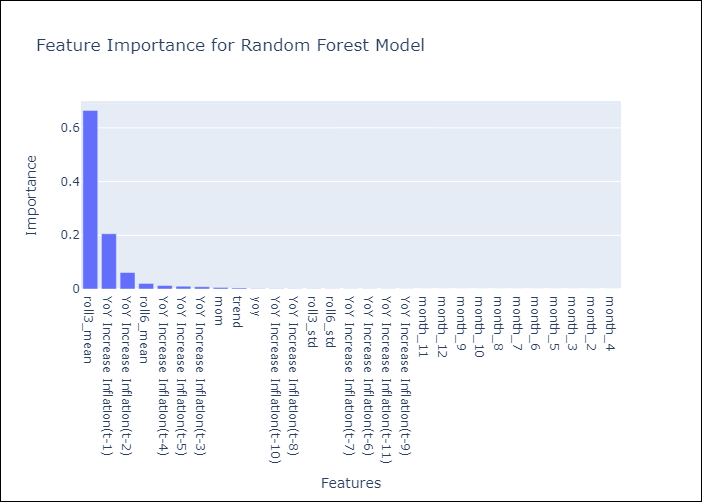 Feature Importance for Random Forest Model
Importance
0.6
0.4
0.2
0
roll3_mean
YoY Increase Inflation(t-1)
YoY Increase Inflation(t-2)
roll6_mean
YoY Increase Inflation(t-4)
YoY Increase Inflation(t-5)
YoY Increase Inflation(t-3)
mom
trend
yoy
YoY Increase Inflation(t-10)
YoY Increase Inflation(t-8)
roll3_std
roll6_std
YoY Increase Inflation(t-7)
YoY Increase Inflation(t-6)
YoY Increase Inflation(t-11)
YoY Increase Inflation(t-9)
month_11
month_12
month_9
month_10
month_8
month_7
month_6
month_5
month_3
month_2
month_4
Features